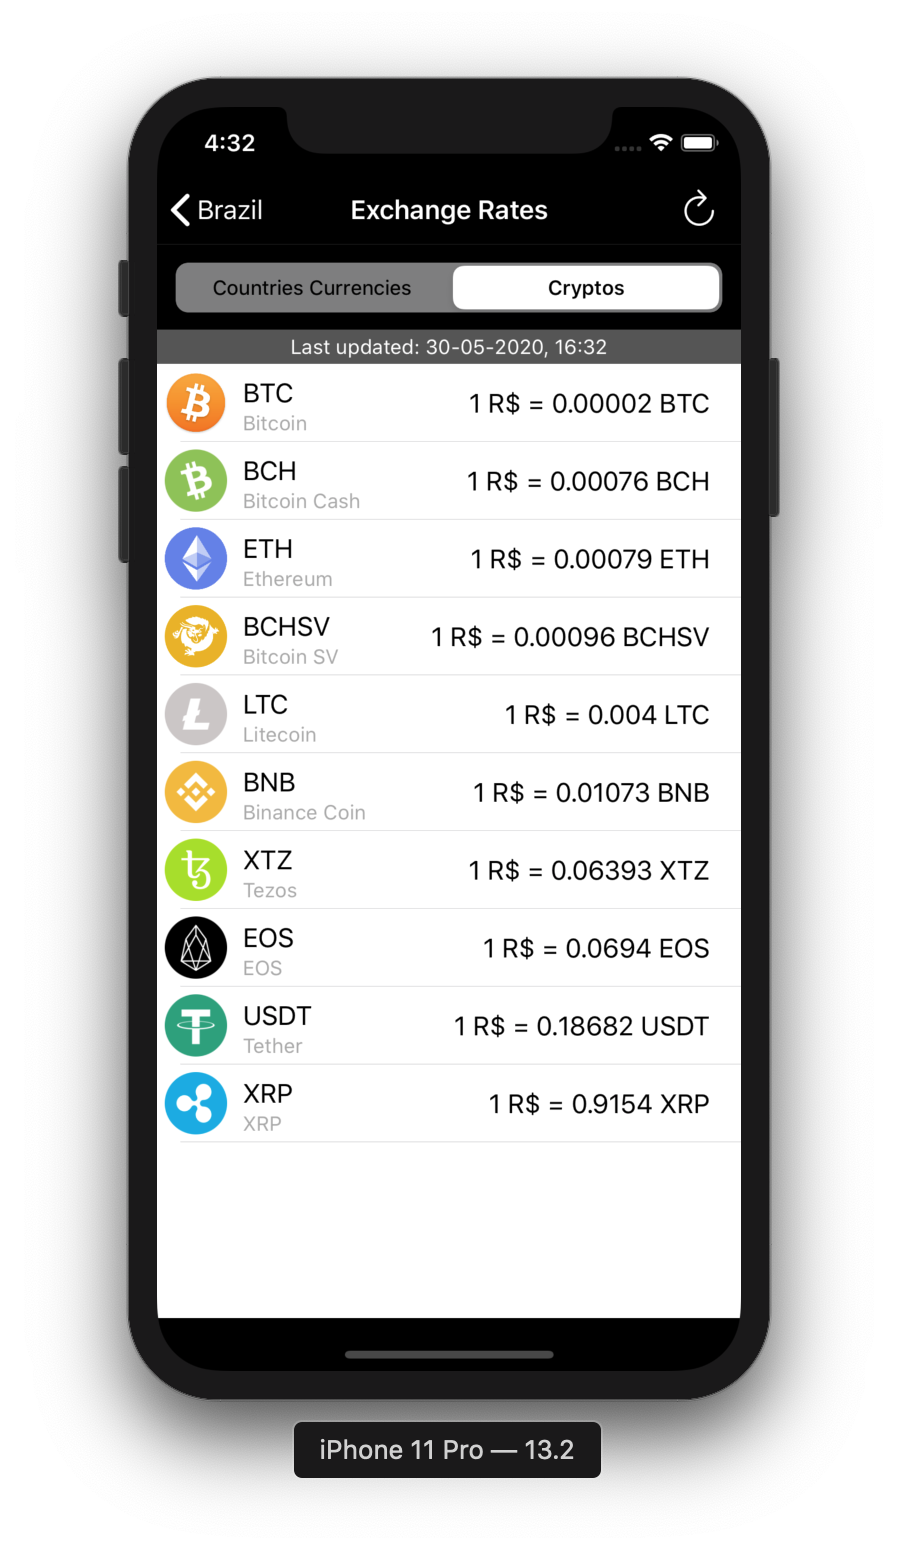 4:32
Brazil
Exchange Rates
Countries Currencies
Cryptos
Last updated: 30-05-2020, 16:32
BTC
Bitcoin
1 R$ = 0.00002 BTC
BCH
Bitcoin Cash
1 R$ = 0.00076 BCH
ETH
Ethereum
1 R$ = 0.00079 ETH
BCHSV
Bitcoin SV
1 R$ = 0.00096 BCHSV
LTC
Litecoin
1 R$ = 0.004 LTC
BNB
Binance Coin
1 R$ = 0.01073 BNB
XTZ
Tezos
1 R$ = 0.06393 XTZ
EOS
EOS
1 R$ = 0.0694 EOS
USDT
Tether
1 R$ = 0.18682 USDT
XRP
XRP
1 R$ = 0.9154 XRP
iPhone 11 Pro — 13.2